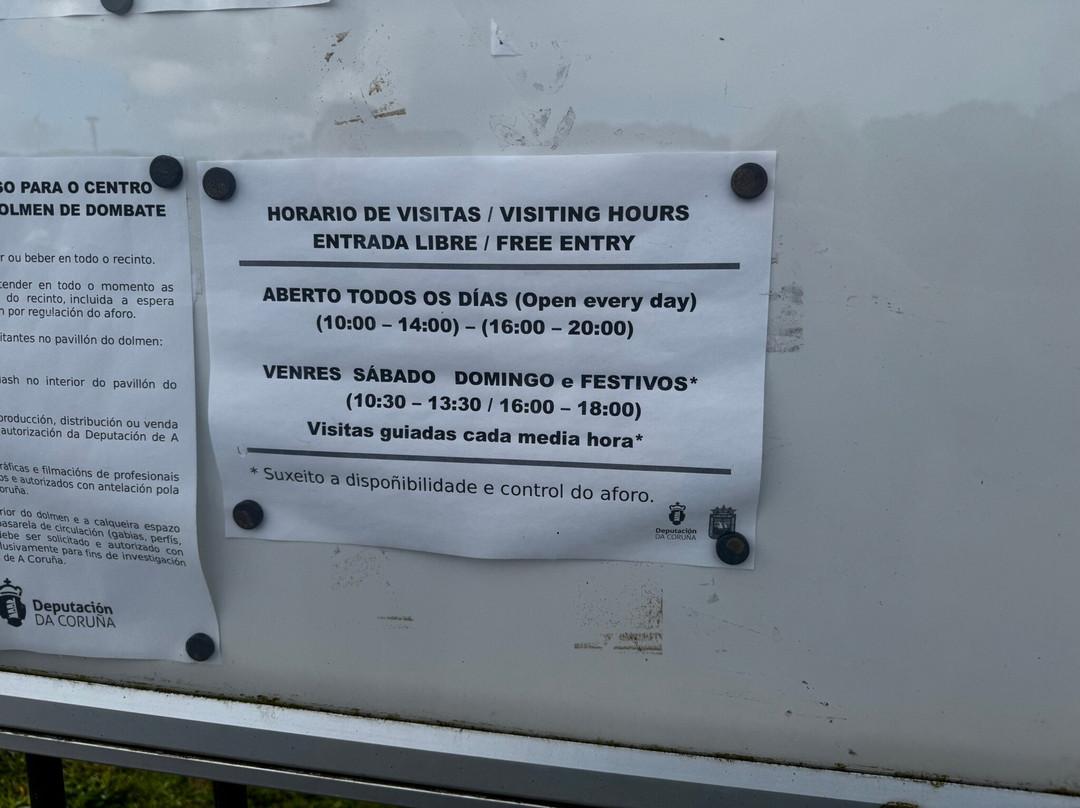 SO PARA O CENTRO
OLMEN DE DOMBATE
r ou beber en todo o recinto.
tender en todo o momento as
do recinto, incluida a espera
n por regulación do aforo.
itantes no pavillón do dolmen:
lash no interior do pavillón do
producción, distribución ou venda
autorización da Deputación de A
ráficas e filmacións de profesionais
os e autorizados con antelación pola
oruña.
rior do dolmen e a calqueira espazo
pasarela de circulación (gabias, perfís,
debe ser solicitado e autorizado con
lusivamente para fins de investigación
de A Coruña.
Deputación
DA CORUÑA
HORARIO DE VISITAS / VISITING HOURS
ENTRADA LIBRE / FREE ENTRY
ABERTO TODOS OS DÍAS (Open every day)
(10:00 – 14:00) – (16:00 – 20:00)
VENRES SÁBADO DOMINGO e FESTIVOS*
(10:30 – 13:30 / 16:00 – 18:00)
Visitas guiadas cada media hora*
* Suxeito a dispoñibilidade e control do aforo.
Deputación
DA CORUÑA